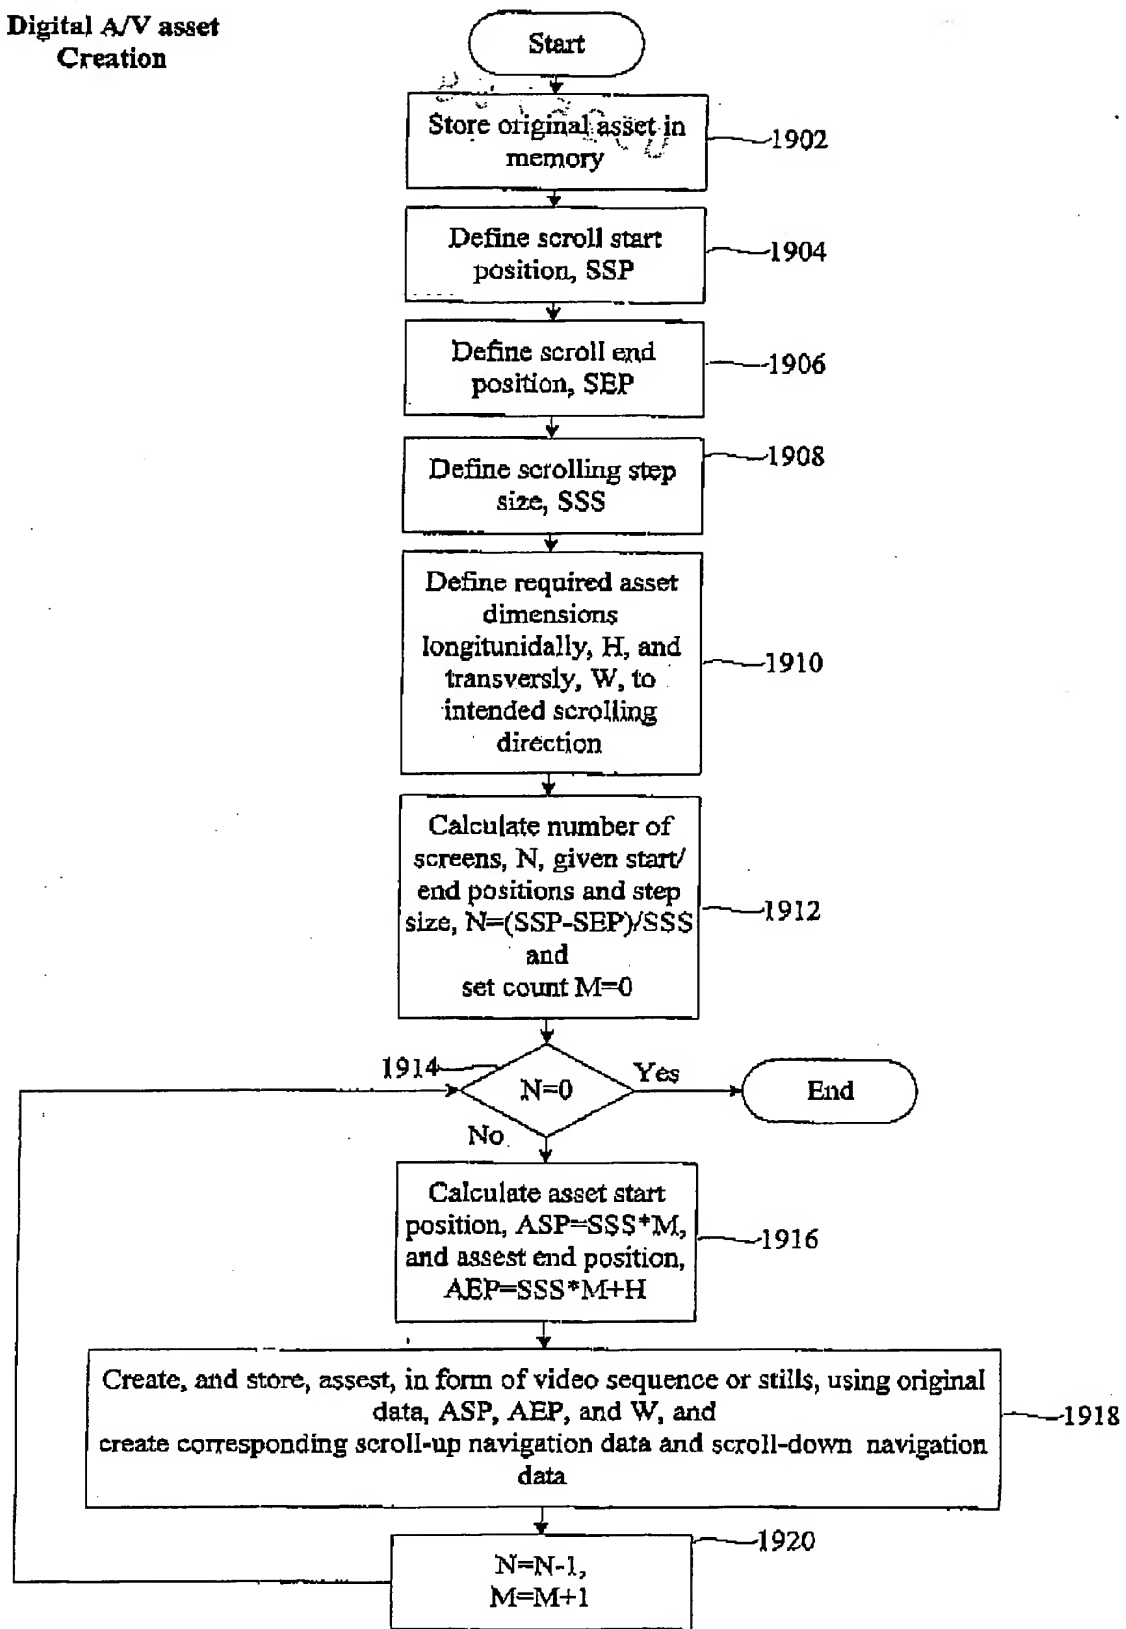 Digital A/V asset
Creation
Start
Store original asset in
memory
1902
Define scroll start
position, SSP
1904
Define scroll end
position, SEP
1906
Define scrolling step
size, SSS
1908
Define required asset
dimensions
longitunidally, H, and
transversly, W, to
intended scrolling
direction
1910
Calculate number of
screens, N, given start/
end positions and step
size, N=(SSP-SEP)/SSS
and
set count M=0
1912
1914
N=0
Yes
End
No
Calculate asset start
position, ASP=SSS*M,
and assest end position,
AEP=SSS*M+H
1916
Create, and store, assest, in form of video sequence or stills, using original
data, ASP, AEP, and W, and
create corresponding scroll-up navigation data and scroll-down navigation
data
1918
N=N-1,
M=M+1
1920